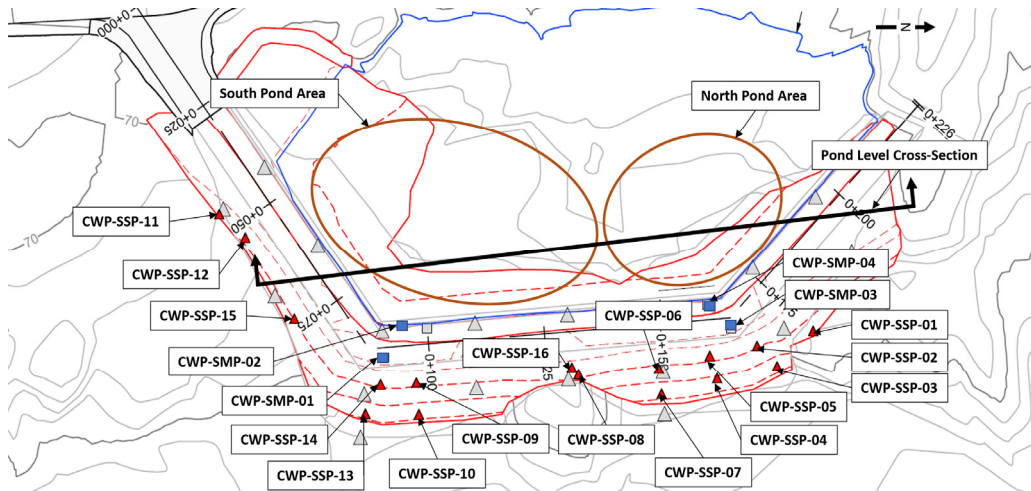 0+000
N
South Pond Area
North Pond Area
0+025
70
0+226
Pond Level Cross-Section
CWP-SSP-11
0+050
0+200
70
CWP-SSP-12
CWP-SMP-04
CWP-SMP-03
CWP-SSP-15
0+075
CWP-SSP-06
CWP-SSP-01
CWP-SMP-02
CWP-SSP-16
CWP-SSP-02
0+100
CWP-SSP-03
CWP-SMP-01
CWP-SSP-05
CWP-SSP-14
CWP-SSP-09
CWP-SSP-08
CWP-SSP-04
CWP-SSP-13
CWP-SSP-10
CWP-SSP-07